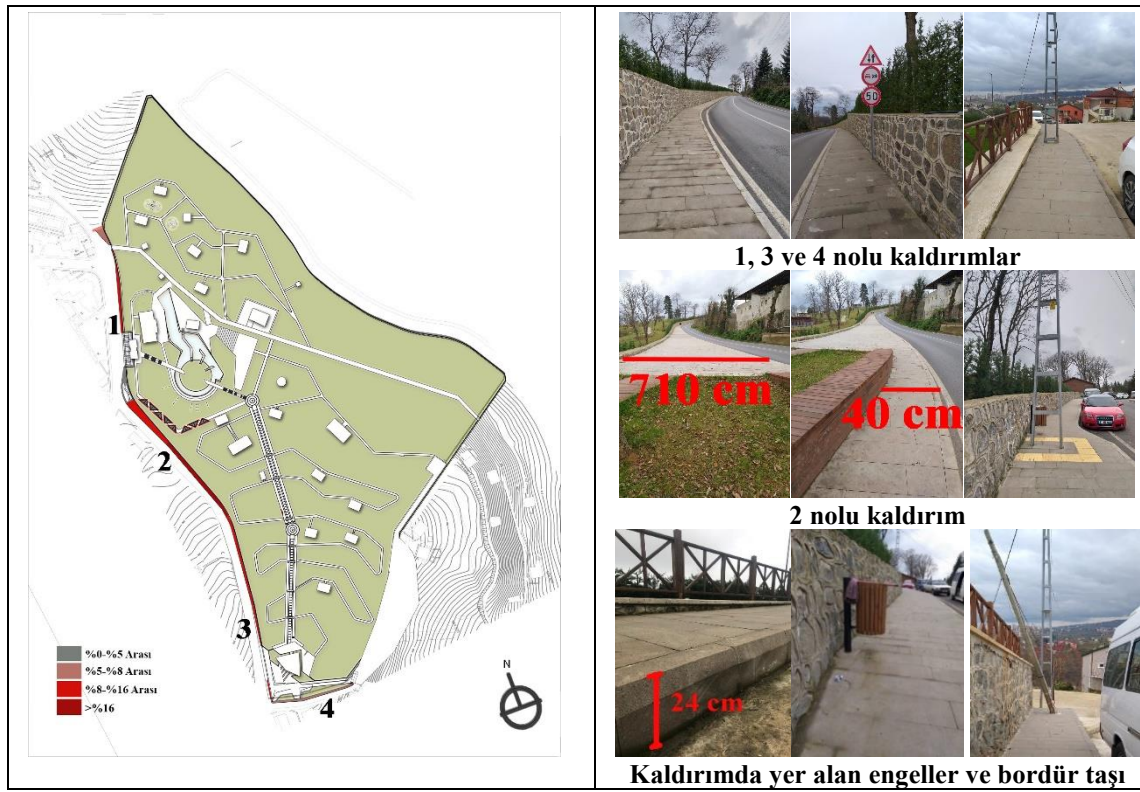 1
2
3
4
%0-%5 Arası
%5-%8 Arası
%8-%16 Arası
>%16
N
50
1, 3 ve 4 nolu kaldırımlar
710 cm
40 cm
2 nolu kaldırım
24 cm
Kaldırımda yer alan engeller ve bordür taşı